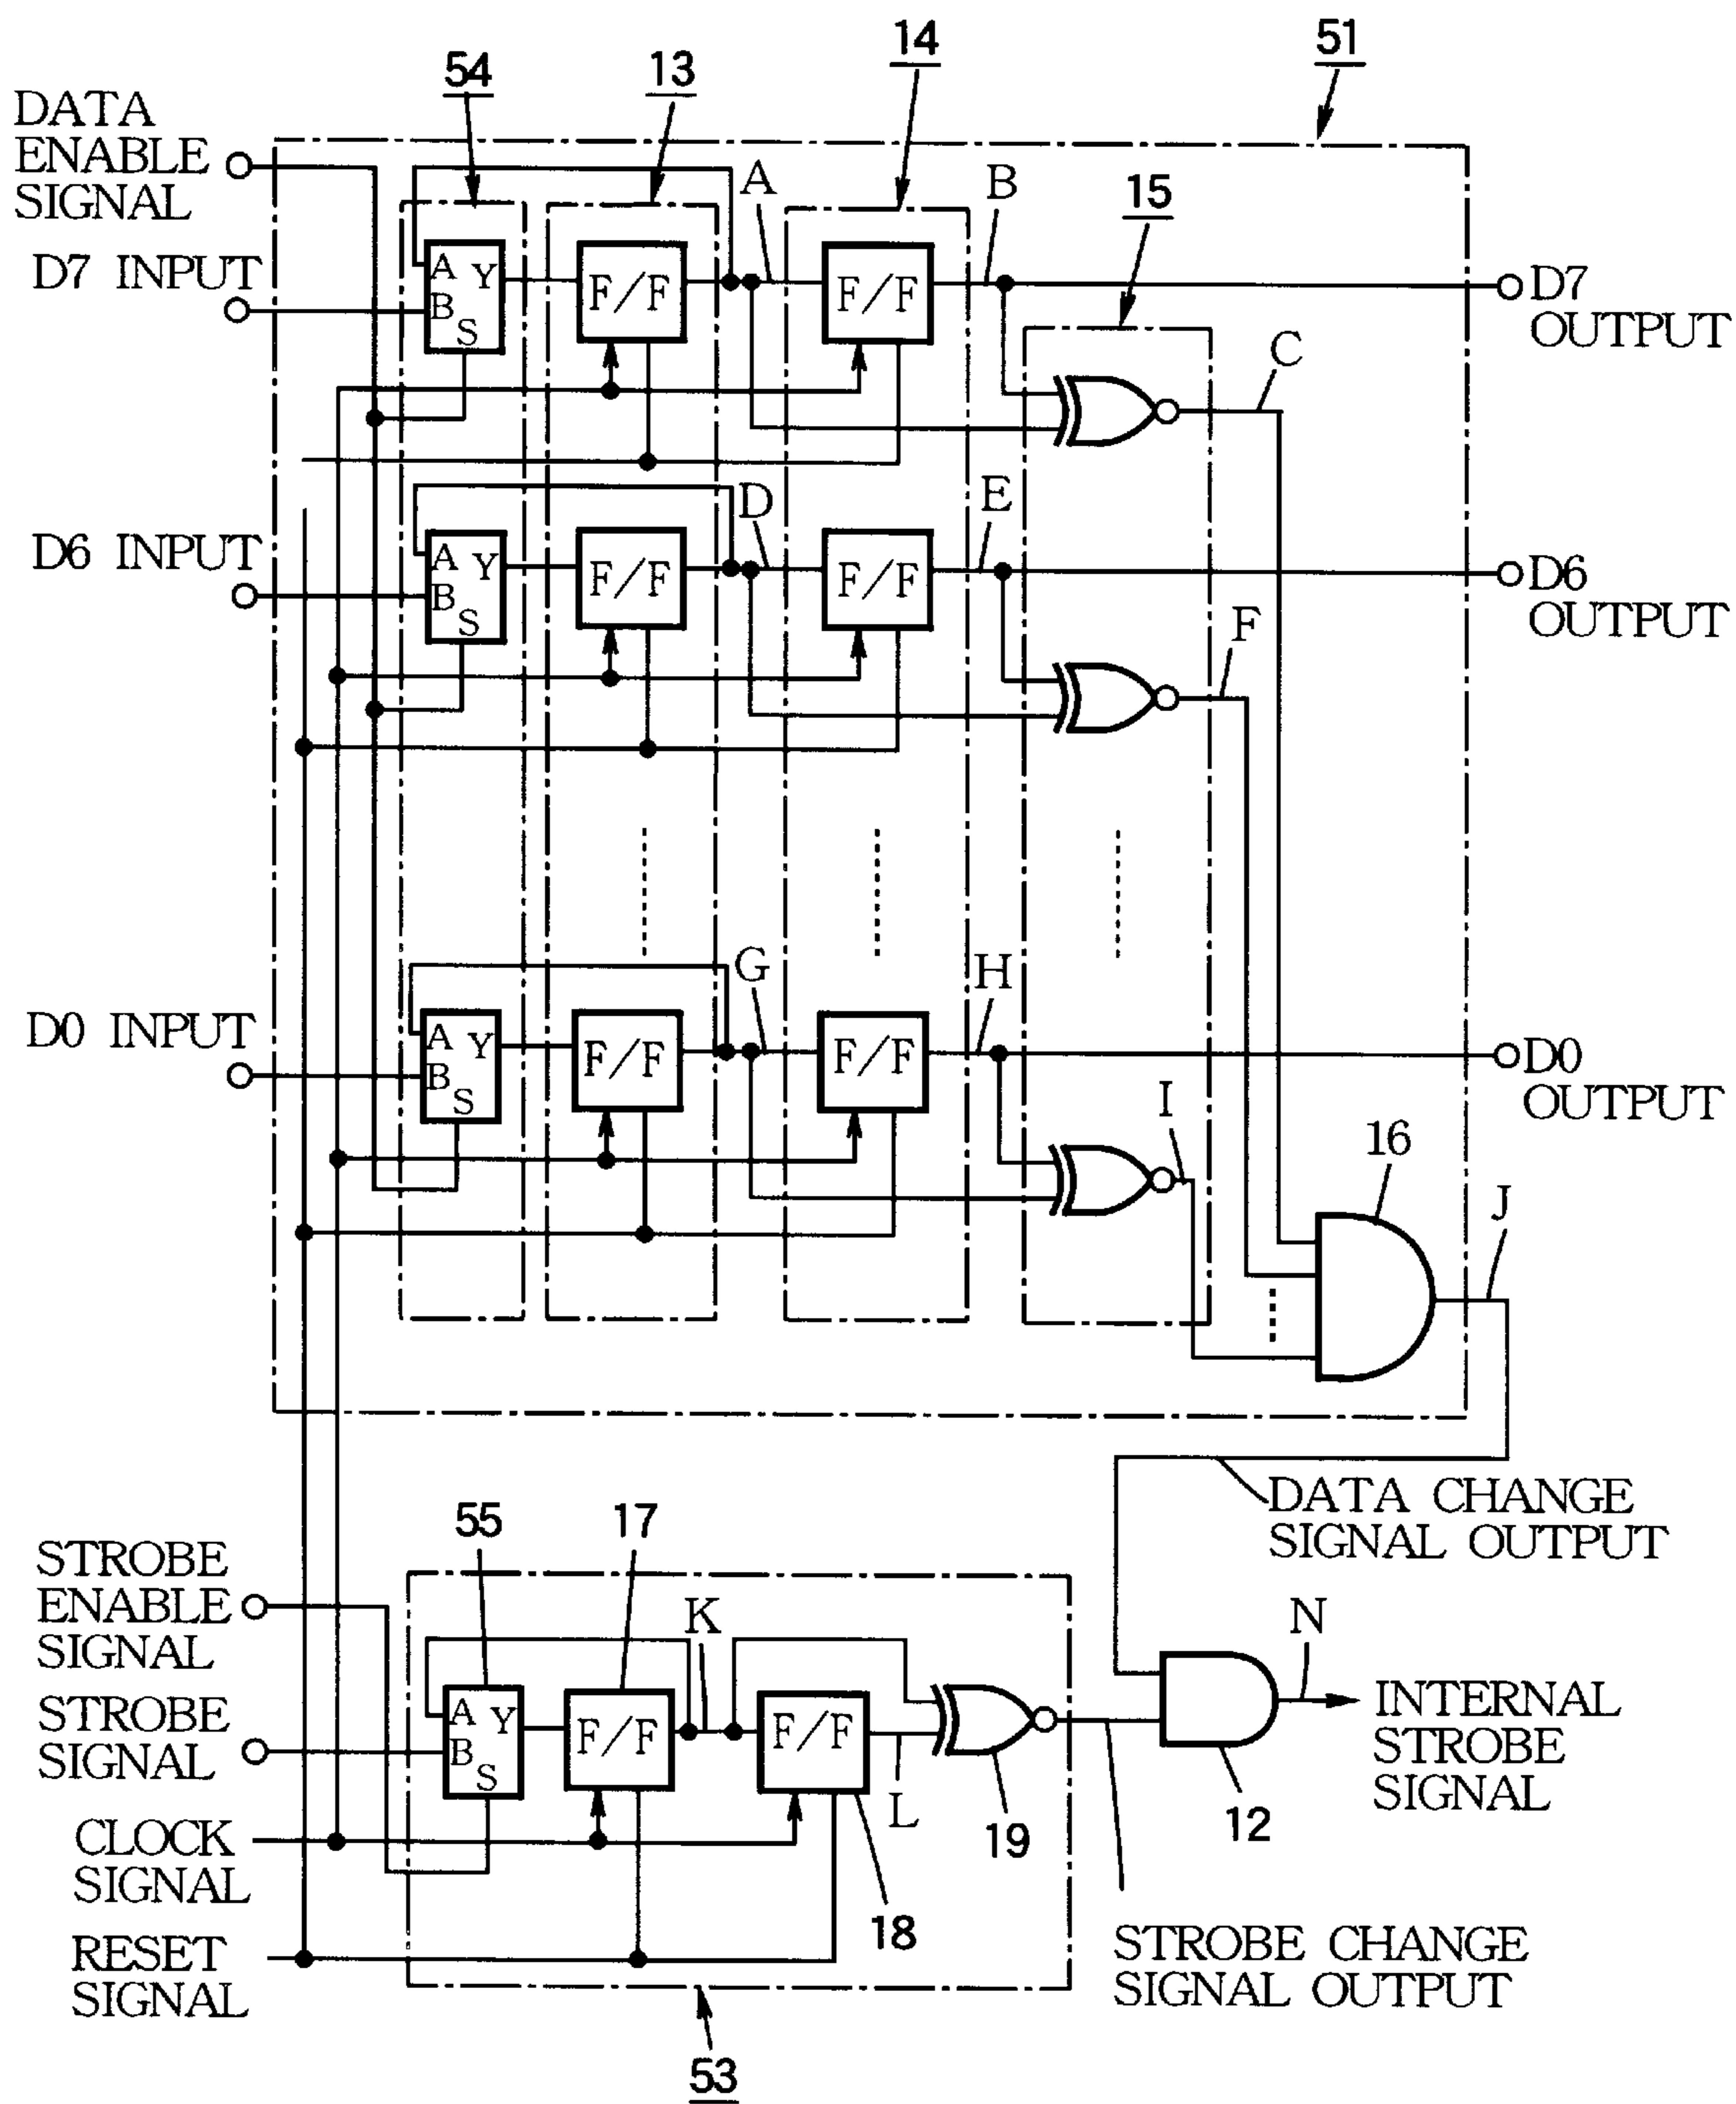 51
14
54
13
DATA
ENABLE
SIGNAL
A
B
15
D7 INPUT
A Y
B
S
F/F
F/F
D7
OUTPUT
C
D
E
D6 INPUT
A Y
B
S
F/F
F/F
D6
OUTPUT
F
G
H
D0 INPUT
A Y
B
S
F/F
F/F
D0
OUTPUT
I
16
J
DATA CHANGE
SIGNAL OUTPUT
55
17
STROBE
ENABLE
SIGNAL
K
N
STROBE
SIGNAL
A Y
B
S
F/F
F/F
INTERNAL
STROBE
SIGNAL
L
19
12
CLOCK
SIGNAL
18
RESET
SIGNAL
STROBE CHANGE
SIGNAL OUTPUT
53